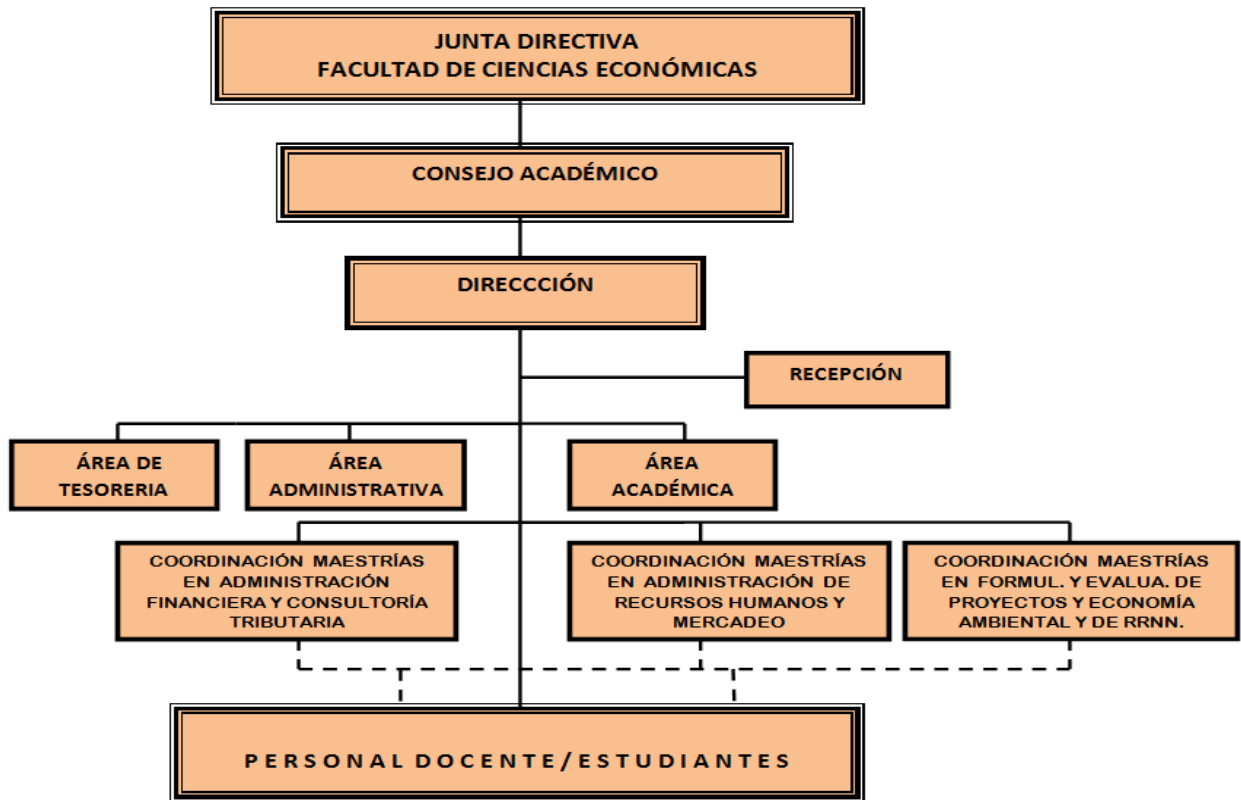 JUNTA DIRECTIVA
FACULTAD DE CIENCIAS ECONÓMICAS
CONSEJO ACADÉMICO
DIRECCCIÓN
RECEPCIÓN
ÁREA DE
TESORERIA
ÁREA
ADMINISTRATIVA
ÁREA
ACADÉMICA
COORDINACIÓN MAESTRÍAS
EN ADMINISTRACIÓN
FINANCIERA Y CONSULTORÍA
TRIBUTARIA
COORDINACIÓN MAESTRÍAS
EN ADMINISTRACIÓN DE
RECURSOS HUMANOS Y
MERCADEO
COORDINACIÓN MAESTRÍAS
EN FORMUL. Y EVALUA. DE
PROYECTOS Y ECONOMÍA
AMBIENTAL Y DE RRNN.
PERSONAL DOCENTE/ESTUDIANTES